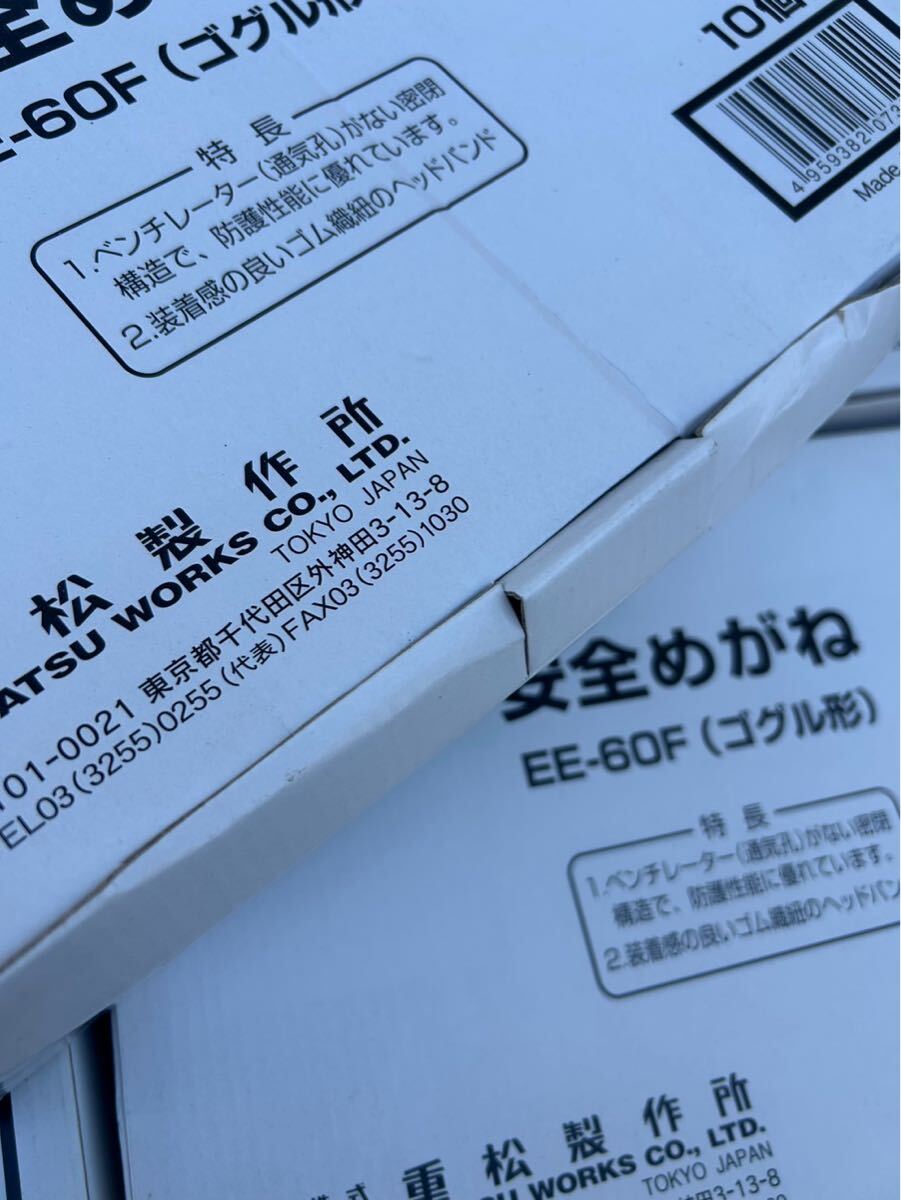 全め
E-60F（ゴグル形
10個
4959382073
Made
特長
1.ベンチレーター（通気孔）がない密閉
構造で、防護性能に優れています。
2.装着感の良いゴム織紐のヘッドバンド
松製作所
ATSU WORKS CO., LTD.
TOKYO JAPAN
101-0021 東京都千代田区外神田3-13-8
EL03(3255)0255(代表)FAX03(3255)1030
安全めがね
EE-60F（ゴグル形）
特長
1.ベンチレーター（通気孔）がない密閉
構造で、防護性能に優れています。
2.装着感の良いゴム織紐のヘッドバン
株式 重松製作所
TSU WORKS CO., LTD.
TOKYO JAPAN
神田3-13-8
1030